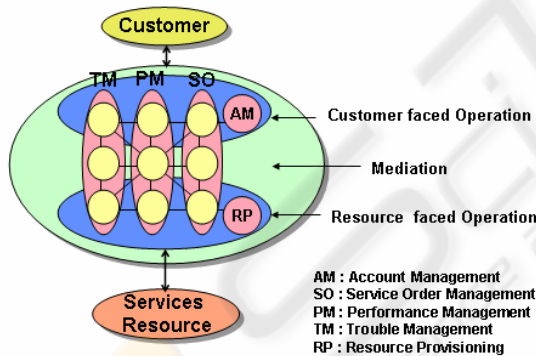 Customer
TM PM SO
AM
Customer faced Operation
Mediation
RP
Resource faced Operation
Services
Resource
AM : Account Management
SO : Service Order Management
PM : Performance Management
TM : Trouble Management
RP : Resource Provisioning